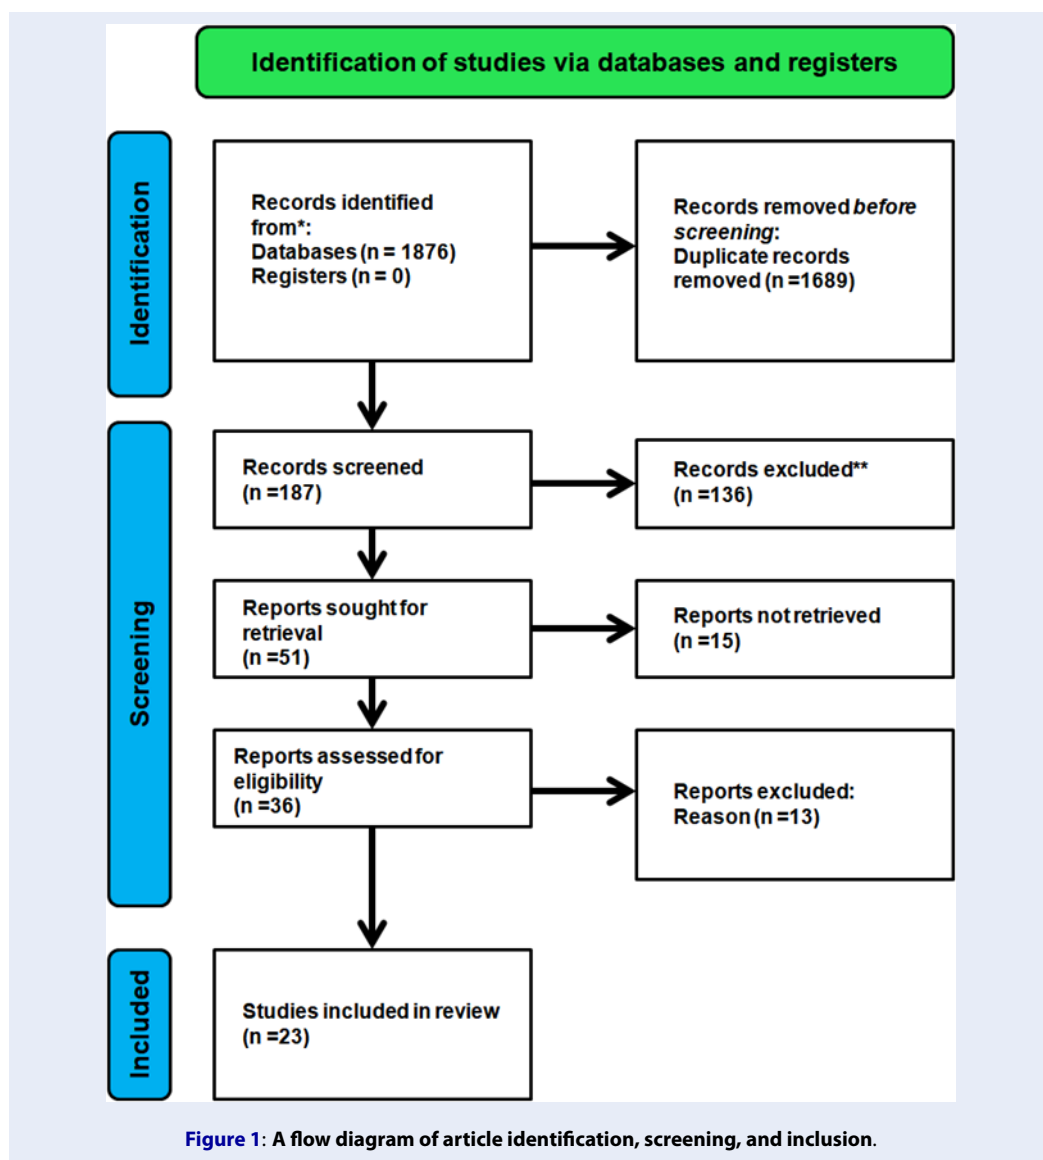 Identification of studies via databases and registers
Identification
Records identified
from*:
Databases (n = 1876)
Registers (n = 0)
Records removed before
screening:
Duplicate records
removed (n =1689)
Screening
Records screened
(n =187)
Records excluded**
(n =136)
Reports sought for
retrieval
(n =51)
Reports not retrieved
(n =15)
Reports assessed for
eligibility
(n =36)
Reports excluded:
Reason (n =13)
Included
Studies included in review
(n =23)
Figure 1: A flow diagram of article identification, screening, and inclusion.